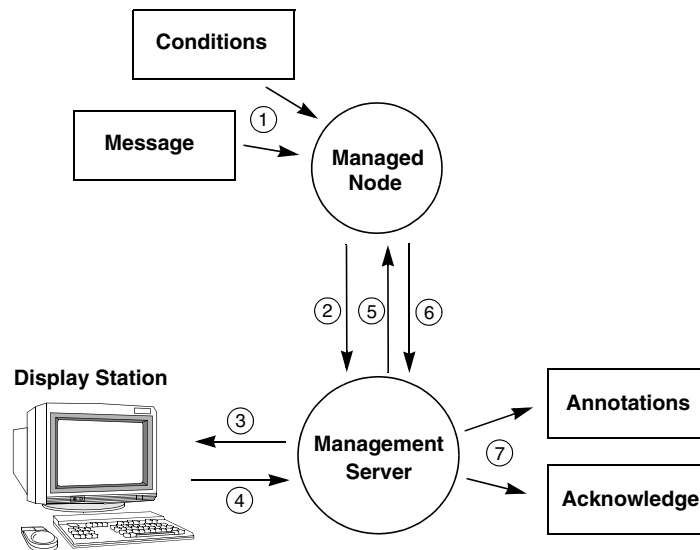 Conditions
Message
1
Managed
Node
2
5
6
Display Station
3
4
Management
Server
7
Annotations
Acknowledge